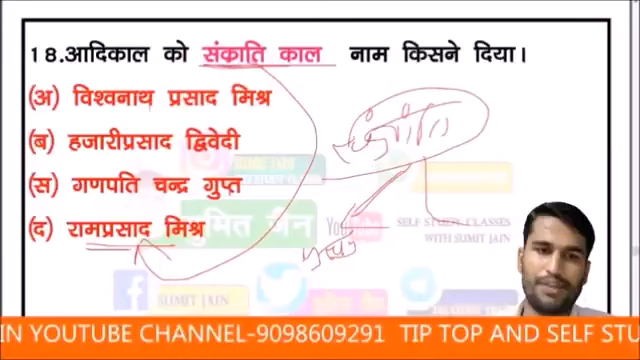 18.आदिकाल को संक्राति काल नाम किसने दिया।
(अ) विश्वनाथ प्रसाद मिश्र
(ब) हजारीप्रसाद द्विवेदी
(स) गणपति चन्द्र गुप्त
(द) रामप्रसाद मिश्र
सुमित जैन
YouTube
SELF STUDY CLASSES
WITH SUMIT JAIN
SUMIT JAIN
IN YOUTUBE CHANNEL-9098609291 TIP TOP AND SELF STU